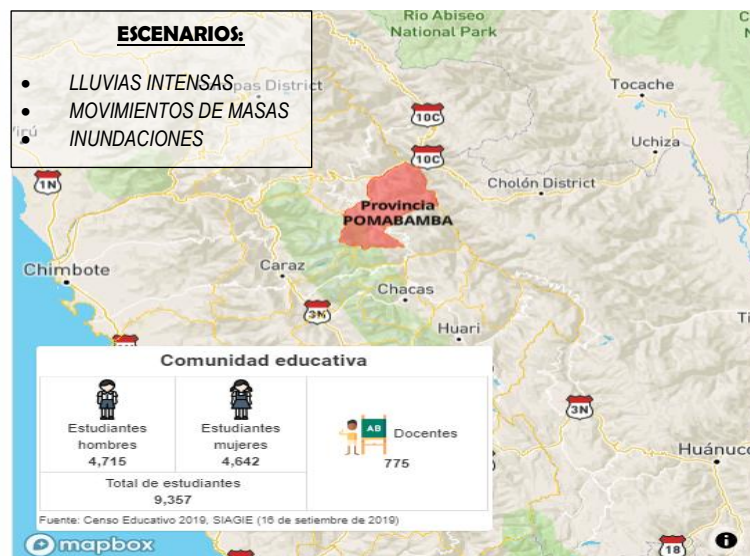 ESCENARIOS:
• LLUVIAS INTENSAS
• MOVIMIENTOS DE MASAS
• INUNDACIONES
Río Abiseo
National Park
Tocache
10C
Uchiza
10C
1N
Cholón District
Provincia
POMABAMBA
Chimbote
Caraz
Chacas
3N
Huari
Comunidad educativa
Estudiantes
hombres
4,715
Estudiantes
mujeres
4,642
AB
Docentes
775
Total de estudiantes
9,357
Fuente: Censo Educativo 2019, SIAGIE (16 de setiembre de 2019)
3N
Huánuco
mapbox
18
i